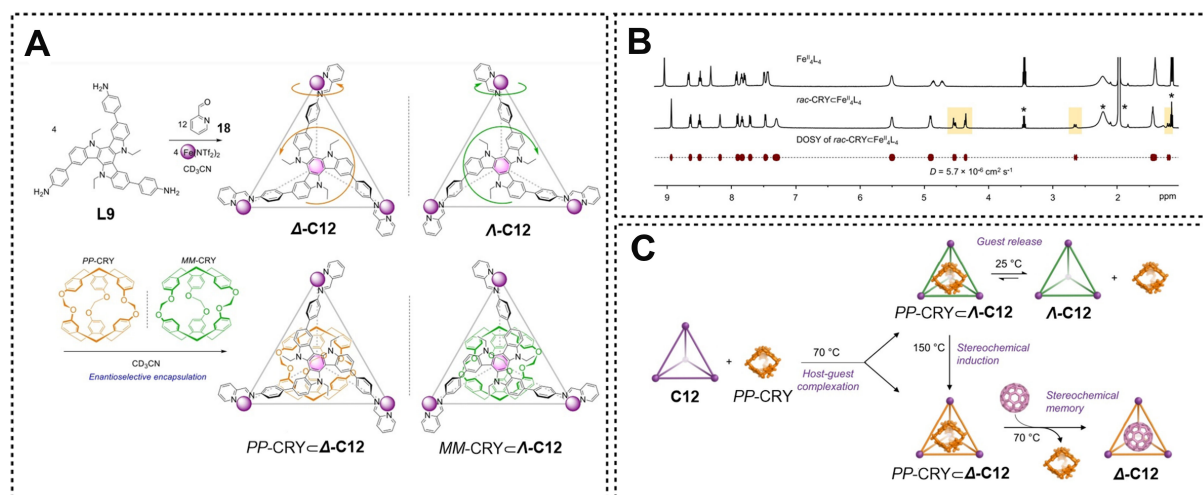 A
NH₂
4
H₂N
NH₂
L9
12
18
4 Fe(NTf₂)₂
CD₃CN
Δ-C12
Λ-C12
PP-CRY
MM-CRY
CD₃CN
Enantioselective encapsulation
PP-CRY⊂Δ-C12
MM-CRY⊂Λ-C12
B
Feᴵᴵ₄L₄
rac-CRY⊂Feᴵᴵ₄L₄
* * * *
DOSY of rac-CRY⊂Feᴵᴵ₄L₄
D = 5.7 × 10⁻⁶ cm² s⁻¹
9 8 7 6 5 4 3 2 ppm
C
Guest release
25 °C
+
PP-CRY⊂Λ-C12
Λ-C12
150 °C
Stereochemical
induction
+
70 °C
Host-guest
complexation
C12
PP-CRY
Stereochemical
memory
70 °C
PP-CRY⊂Δ-C12
Δ-C12